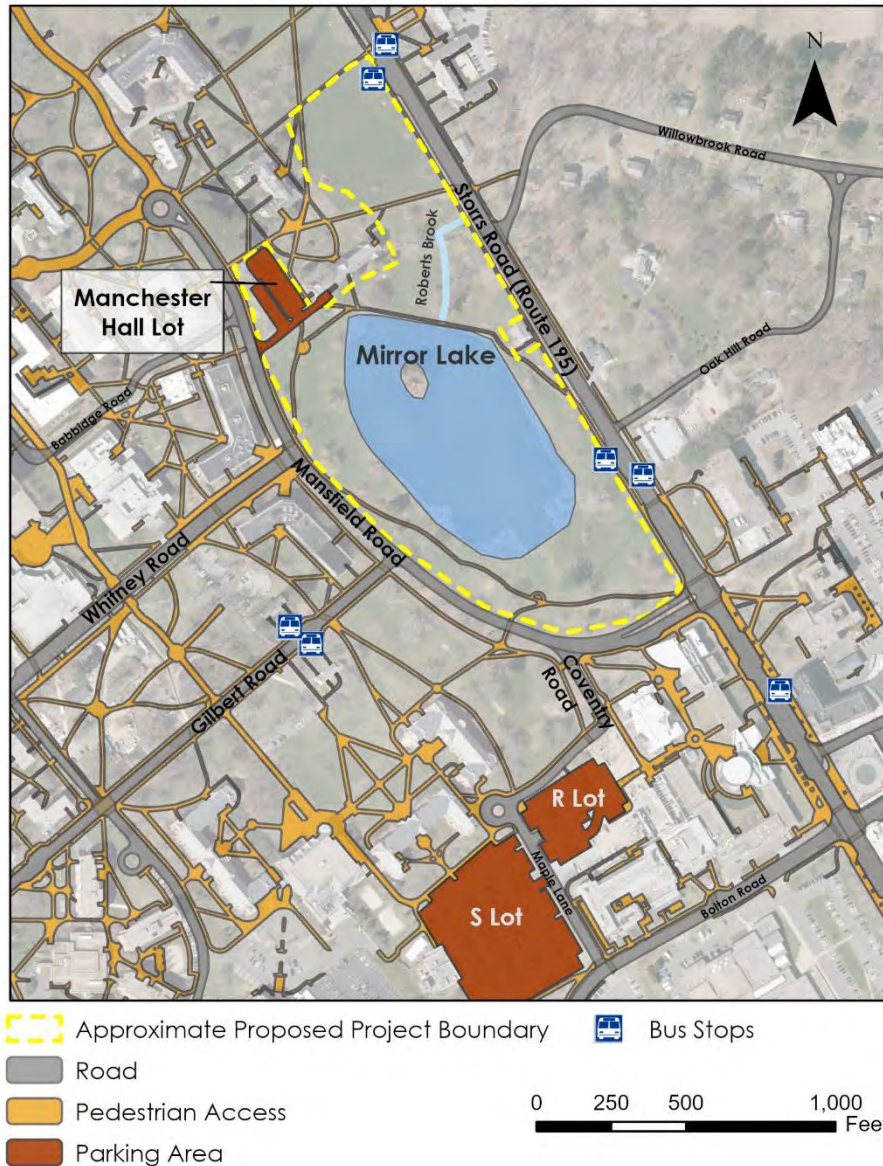 N
Willowbrook Road
Storrs Road (Route 195)
Roberts Brook
Manchester
Hall Lot
Mirror Lake
Oak Hill Road
Babbidge Road
Mansfield Road
Whitney Road
Gilbert Road
Coventry
Road
R Lot
Maple Lane
S Lot
Bolton Road
Approximate Proposed Project Boundary
Bus Stops
Road
Pedestrian Access
Parking Area
0 250 500 1,000
Feet